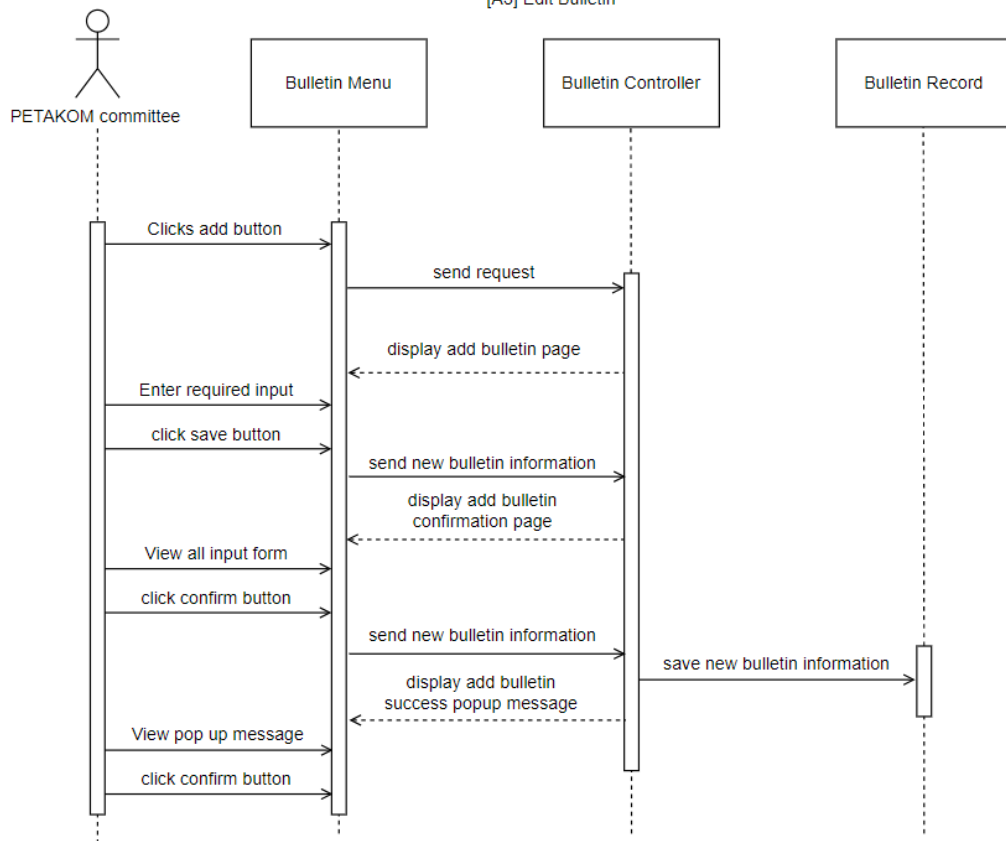 [A3] Edit Bulletin
Bulletin Menu
Bulletin Controller
Bulletin Record
PETAKOM committee
Clicks add button
send request
display add bulletin page
Enter required input
click save button
send new bulletin information
display add bulletin
confirmation page
View all input form
click confirm button
send new bulletin information
save new bulletin information
display add bulletin
success popup message
View pop up message
click confirm button